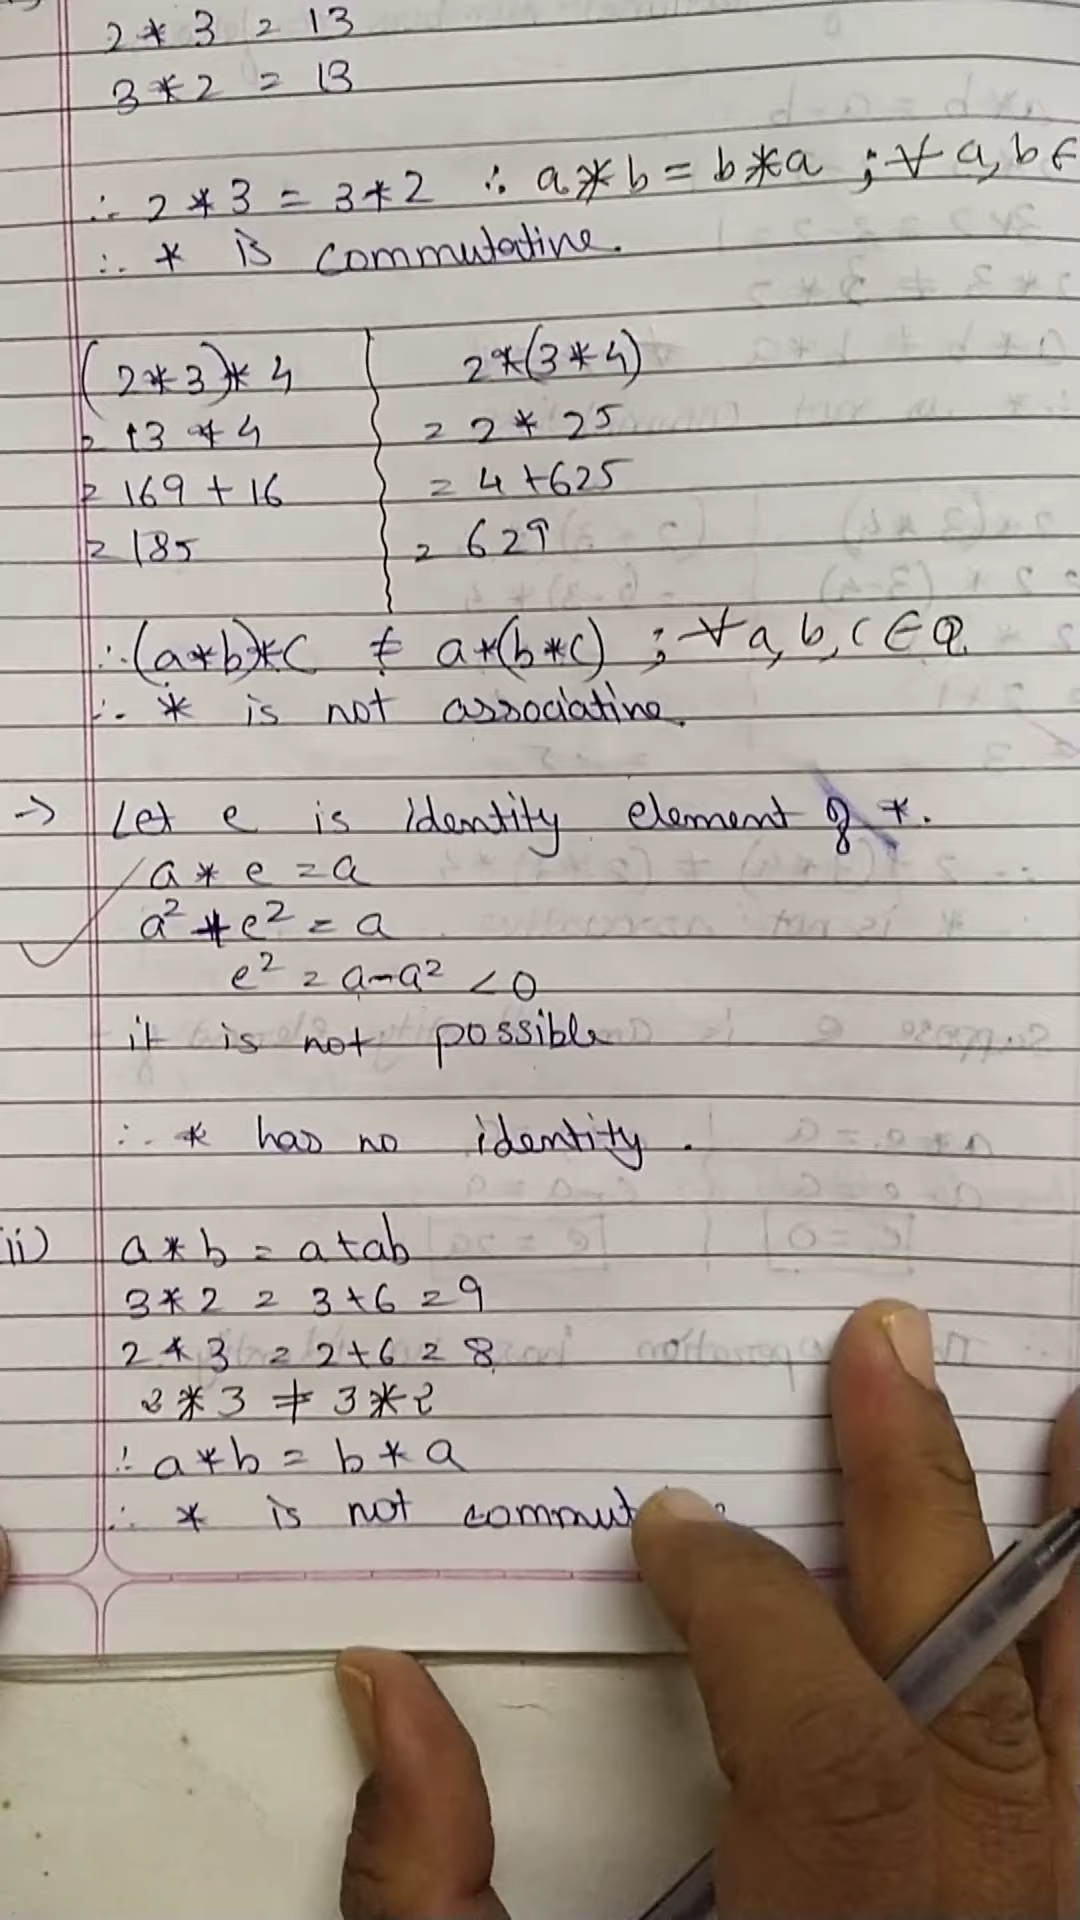 2 * 3 = 13
3 * 2 = 13
∴ 2 * 3 = 3 * 2 ∴ a * b = b * a ; ∀ a, b ∈
∴ * is commutative.
(2 * 3) * 4
= 13 * 4
= 169 + 16
= 185
2 * (3 * 4)
= 2 * 25
= 4 + 625
= 629
∴ (a * b) * c ≠ a * (b * c) ; ∀ a, b, c ∈ Q
∴ * is not associative.
→ Let e is identity element of *.
a * e = a
a² + e² = a
e² = a - a² < 0
it is not possible
∴ * has no identity.
ii) a * b = a + ab
3 * 2 = 3 + 6 = 9
2 * 3 = 2 + 6 = 8
2 * 3 ≠ 3 * 2
∴ a * b = b * a
∴ * is not commut